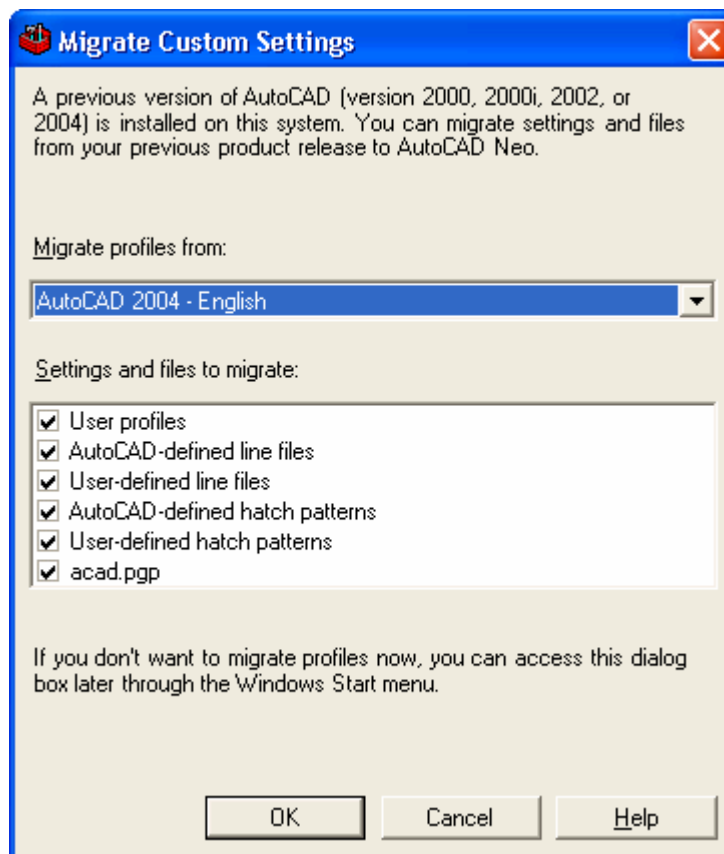 Migrate Custom Settings
A previous version of AutoCAD (version 2000, 2000i, 2002, or
2004) is installed on this system. You can migrate settings and files
from your previous product release to AutoCAD Neo.
Migrate profiles from:
AutoCAD 2004 - English
Settings and files to migrate:
User profiles
AutoCAD-defined line files
User-defined line files
AutoCAD-defined hatch patterns
User-defined hatch patterns
acad.pgp
If you don't want to migrate profiles now, you can access this dialog
box later through the Windows Start menu.
OK Cancel Help